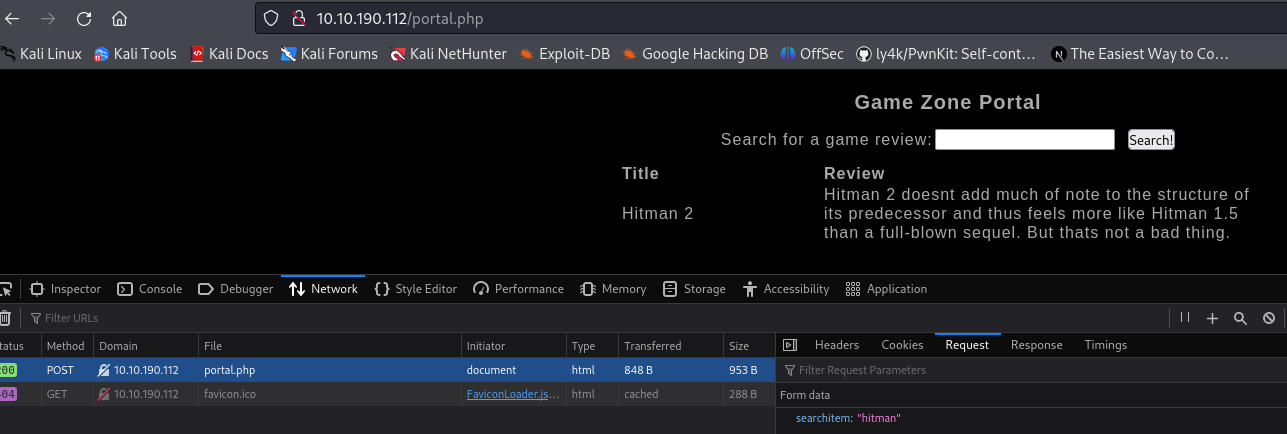 10.10.190.112/portal.php
Kali Linux Kali Tools Kali Docs Kali Forums Kali NetHunter Exploit-DB Google Hacking DB OffSec ly4k/PwnKit: Self-cont… The Easiest Way to Co…
Game Zone Portal
Search for a game review: Search!
Title Review
Hitman 2 doesnt add much of note to the structure of
Hitman 2 its predecessor and thus feels more like Hitman 1.5
than a full-blown sequel. But thats not a bad thing.
Inspector Console Debugger Network Style Editor Performance Memory Storage Accessibility Application
Filter URLs
tatus Method Domain File Initiator Type Transferred Size Headers Cookies Request Response Timings
200 POST 10.10.190.112 portal.php document html 848 B 953 B Filter Request Parameters
404 GET 10.10.190.112 favicon.ico FaviconLoader.js… html cached 288 B Form data
searchitem: "hitman"